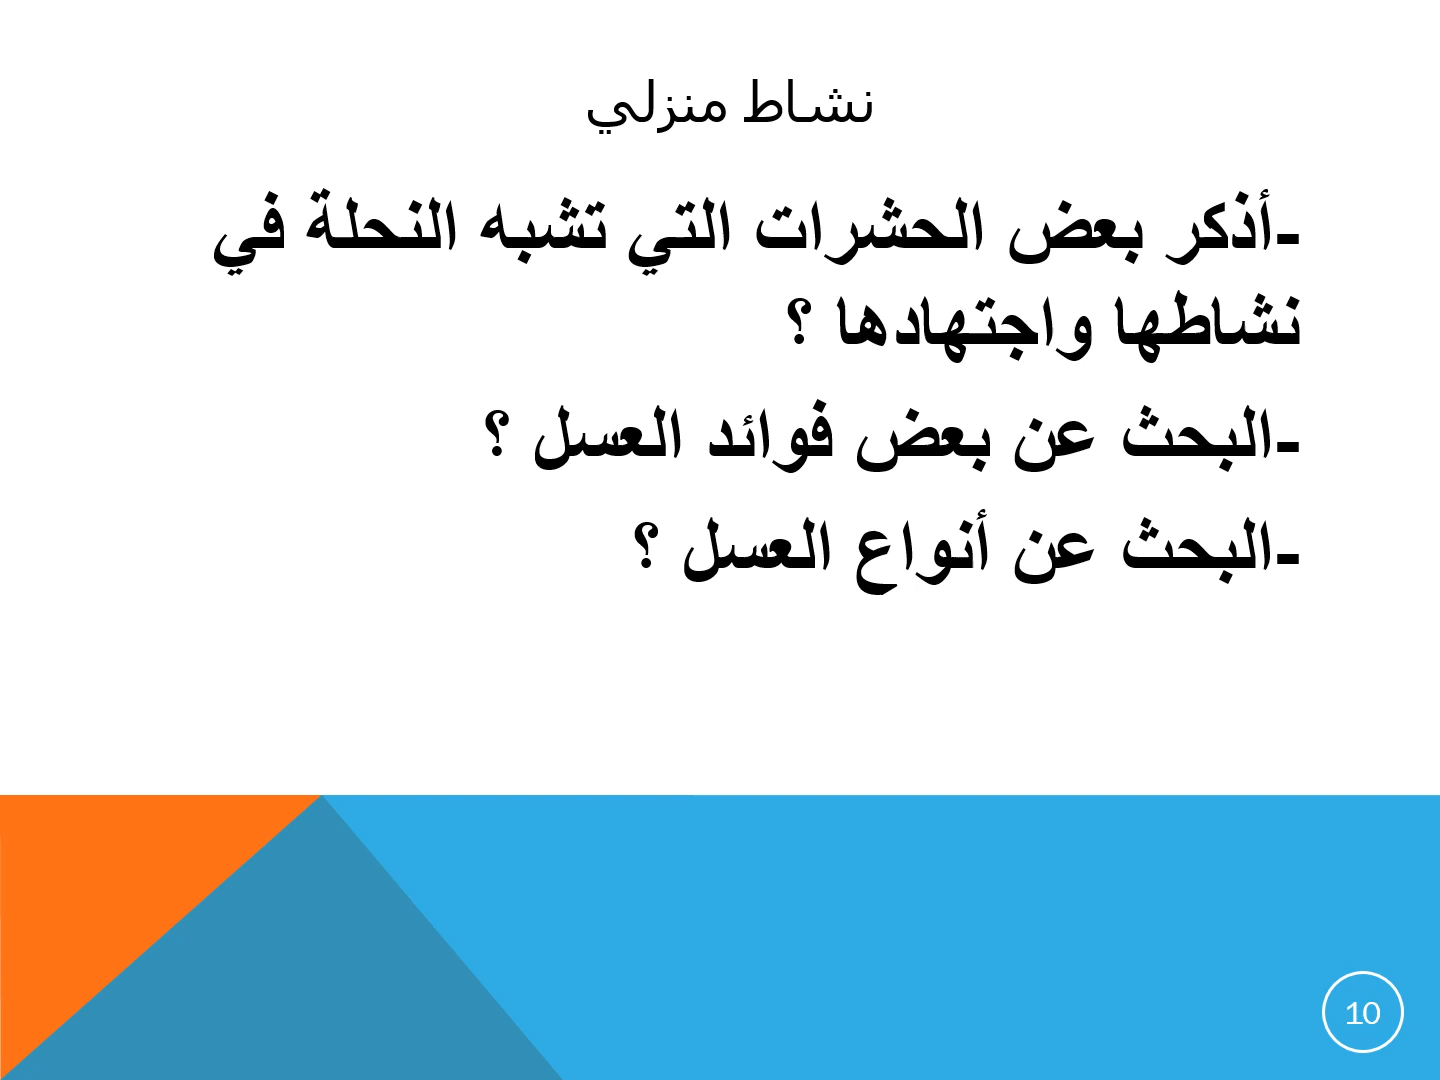 نشاط منزلي
-أذكر بعض الحشرات التي تشبه النحلة في
نشاطها واجتهادها ؟
-البحث عن بعض فوائد العسل ؟
-البحث عن أنواع العسل ؟
10